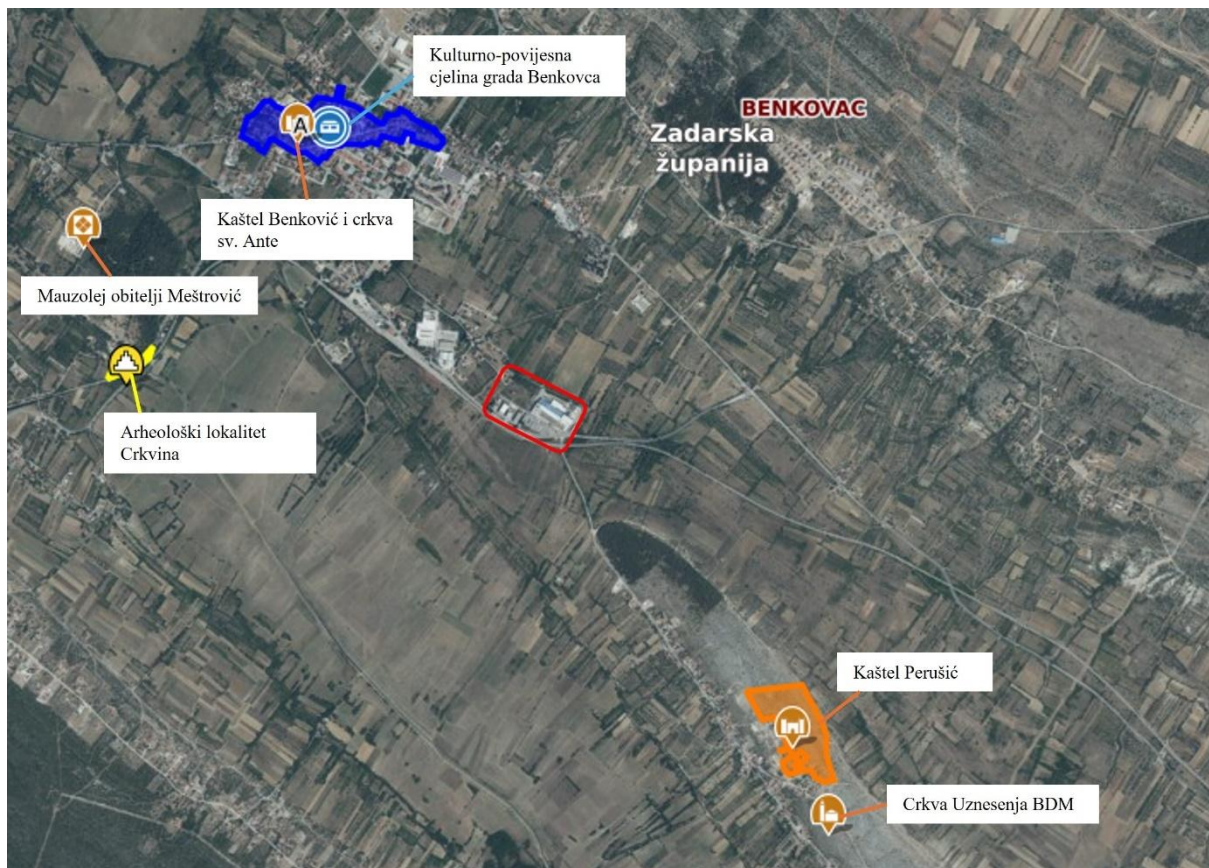 Kulturno-povijesna
cjelina grada Benkovca
BENKOVAC
Zadarska
županija
A
Kaštel Benković i crkva
sv. Ante
Mauzolej obitelji Meštrović
Arheološki lokalitet
Crkvina
Kaštel Perušić
Crkva Uznesenja BDM